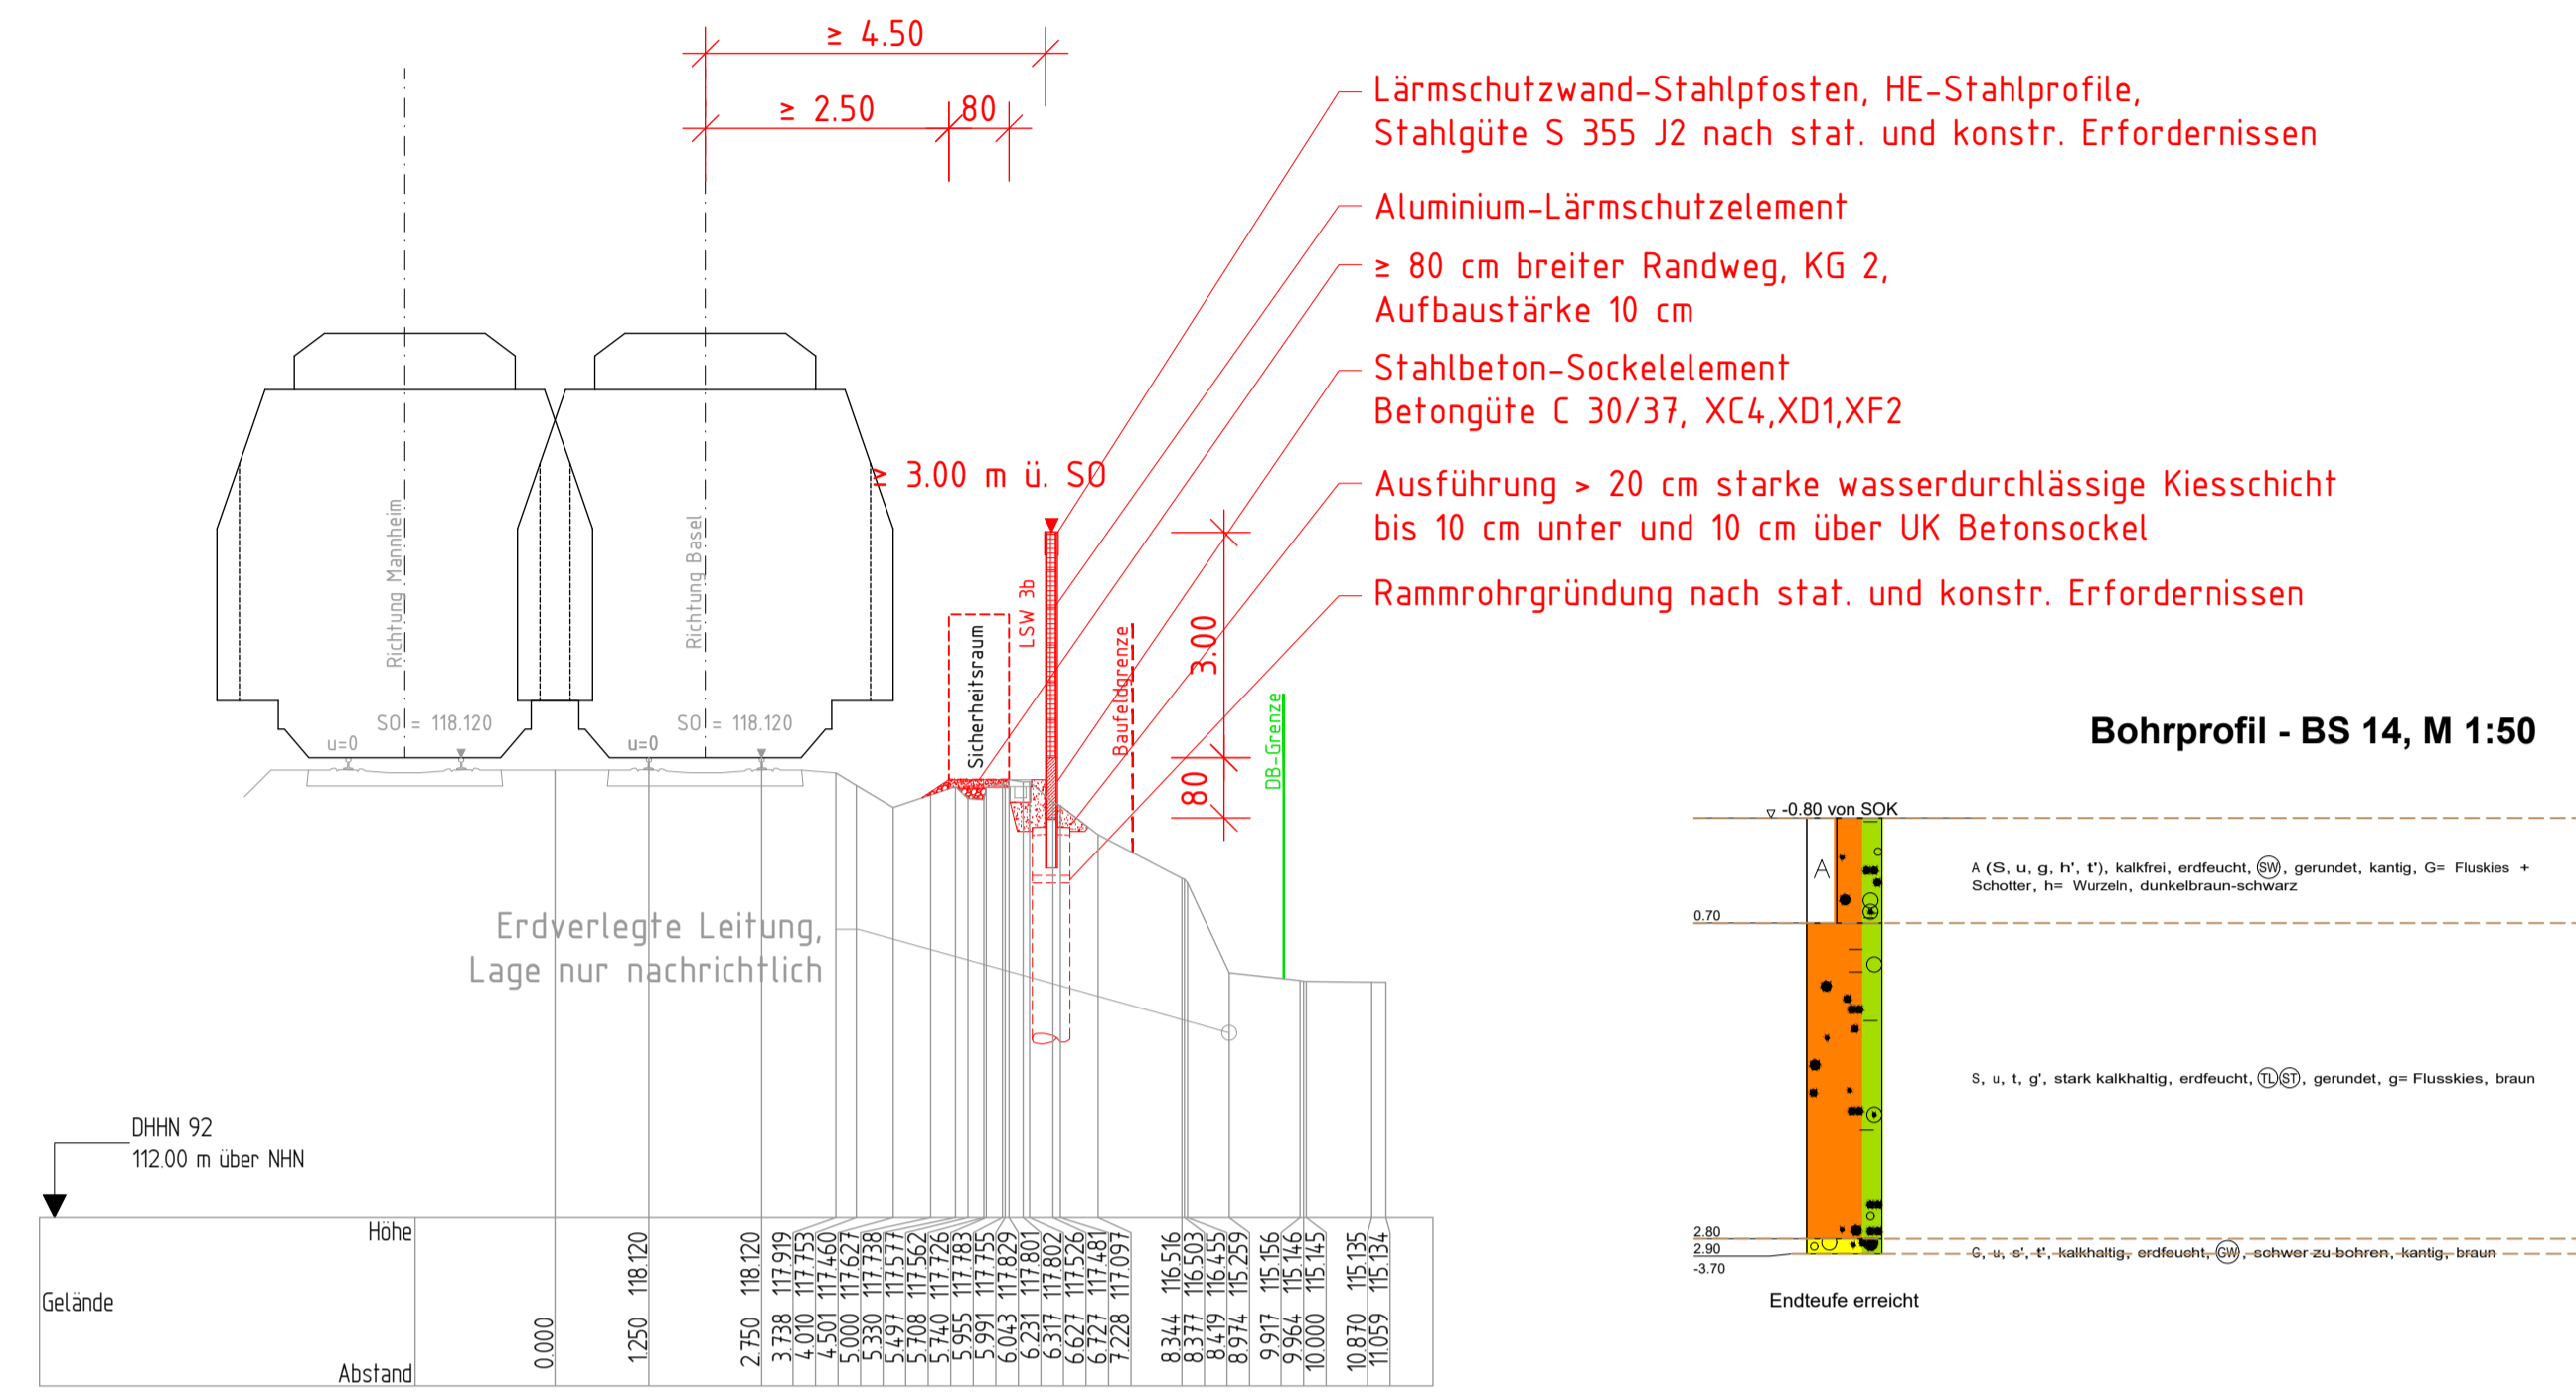 ≥ 4.50
≥ 2.50
80
Lärmschutzwand-Stahlpfosten, HE-Stahlprofile,
Stahlgüte S 355 J2 nach stat. und konstr. Erfordernissen
Aluminium-Lärmschutzelement
≥ 80 cm breiter Randweg, KG 2,
Aufbaustärke 10 cm
Stahlbeton-Sockelelement
Betongüte C 30/37, XC4,XD1,XF2
Ausführung > 20 cm starke wasserdurchlässige Kiesschicht
bis 10 cm unter und 10 cm über UK Betonsockel
Rammrohrgründung nach stat. und konstr. Erfordernissen
≥ 3.00 m ü. SO
Richtung Mannheim
Richtung Basel
SO = 118.120
u=0
SO = 118.120
u=0
Sicherheitsraum
LSW 3b
Baufeldgrenze
3.00
80
DB-Grenze
Erdverlegte Leitung,
Lage nur nachrichtlich
DHHN 92
112.00 m über NHN
Bohrprofil - BS 14, M 1:50
-0.80 von SOK
A
A (S, u, g, h', t'), kalkfrei, erdfeucht, SW, gerundet, kantig, G= Fluskies +
Schotter, h= Wurzeln, dunkelbraun-schwarz
0.70
S, u, t, g', stark kalkhaltig, erdfeucht, TL ST, gerundet, g= Flusskies, braun
2.80
2.90
-3.70
G, u, s', t', kalkhaltig, erdfeucht, GW, schwer zu bohren, kantig, braun
Endteufe erreicht
Gelände
Höhe
118.120
118.120
117.919
117.753
117.460
117.627
117.738
117.577
117.562
117.726
117.783
117.755
117.829
117.801
117.802
117.526
117.481
117.097
116.516
116.503
116.455
115.259
115.156
115.146
115.145
115.135
115.134
Abstand
0.000
1.250
2.750
3.738
4.010
4.501
5.000
5.330
5.497
5.708
5.740
5.955
5.991
6.043
6.231
6.317
6.627
6.727
7.228
8.344
8.377
8.419
8.974
9.917
9.964
10.000
10.870
11.059